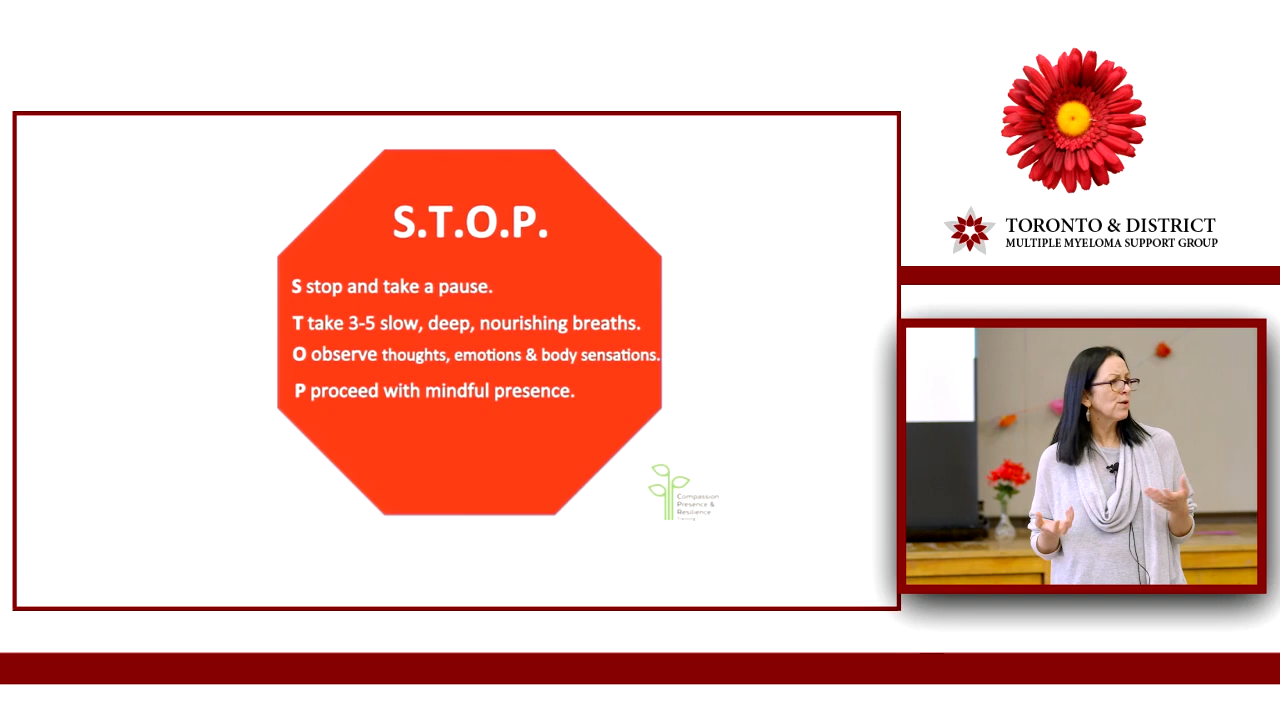 S.T.O.P.
S stop and take a pause.
T take 3-5 slow, deep, nourishing breaths.
O observe thoughts, emotions & body sensations.
P proceed with mindful presence.
Compassion
Presence &
Resilience
Training
TORONTO & DISTRICT
MULTIPLE MYELOMA SUPPORT GROUP